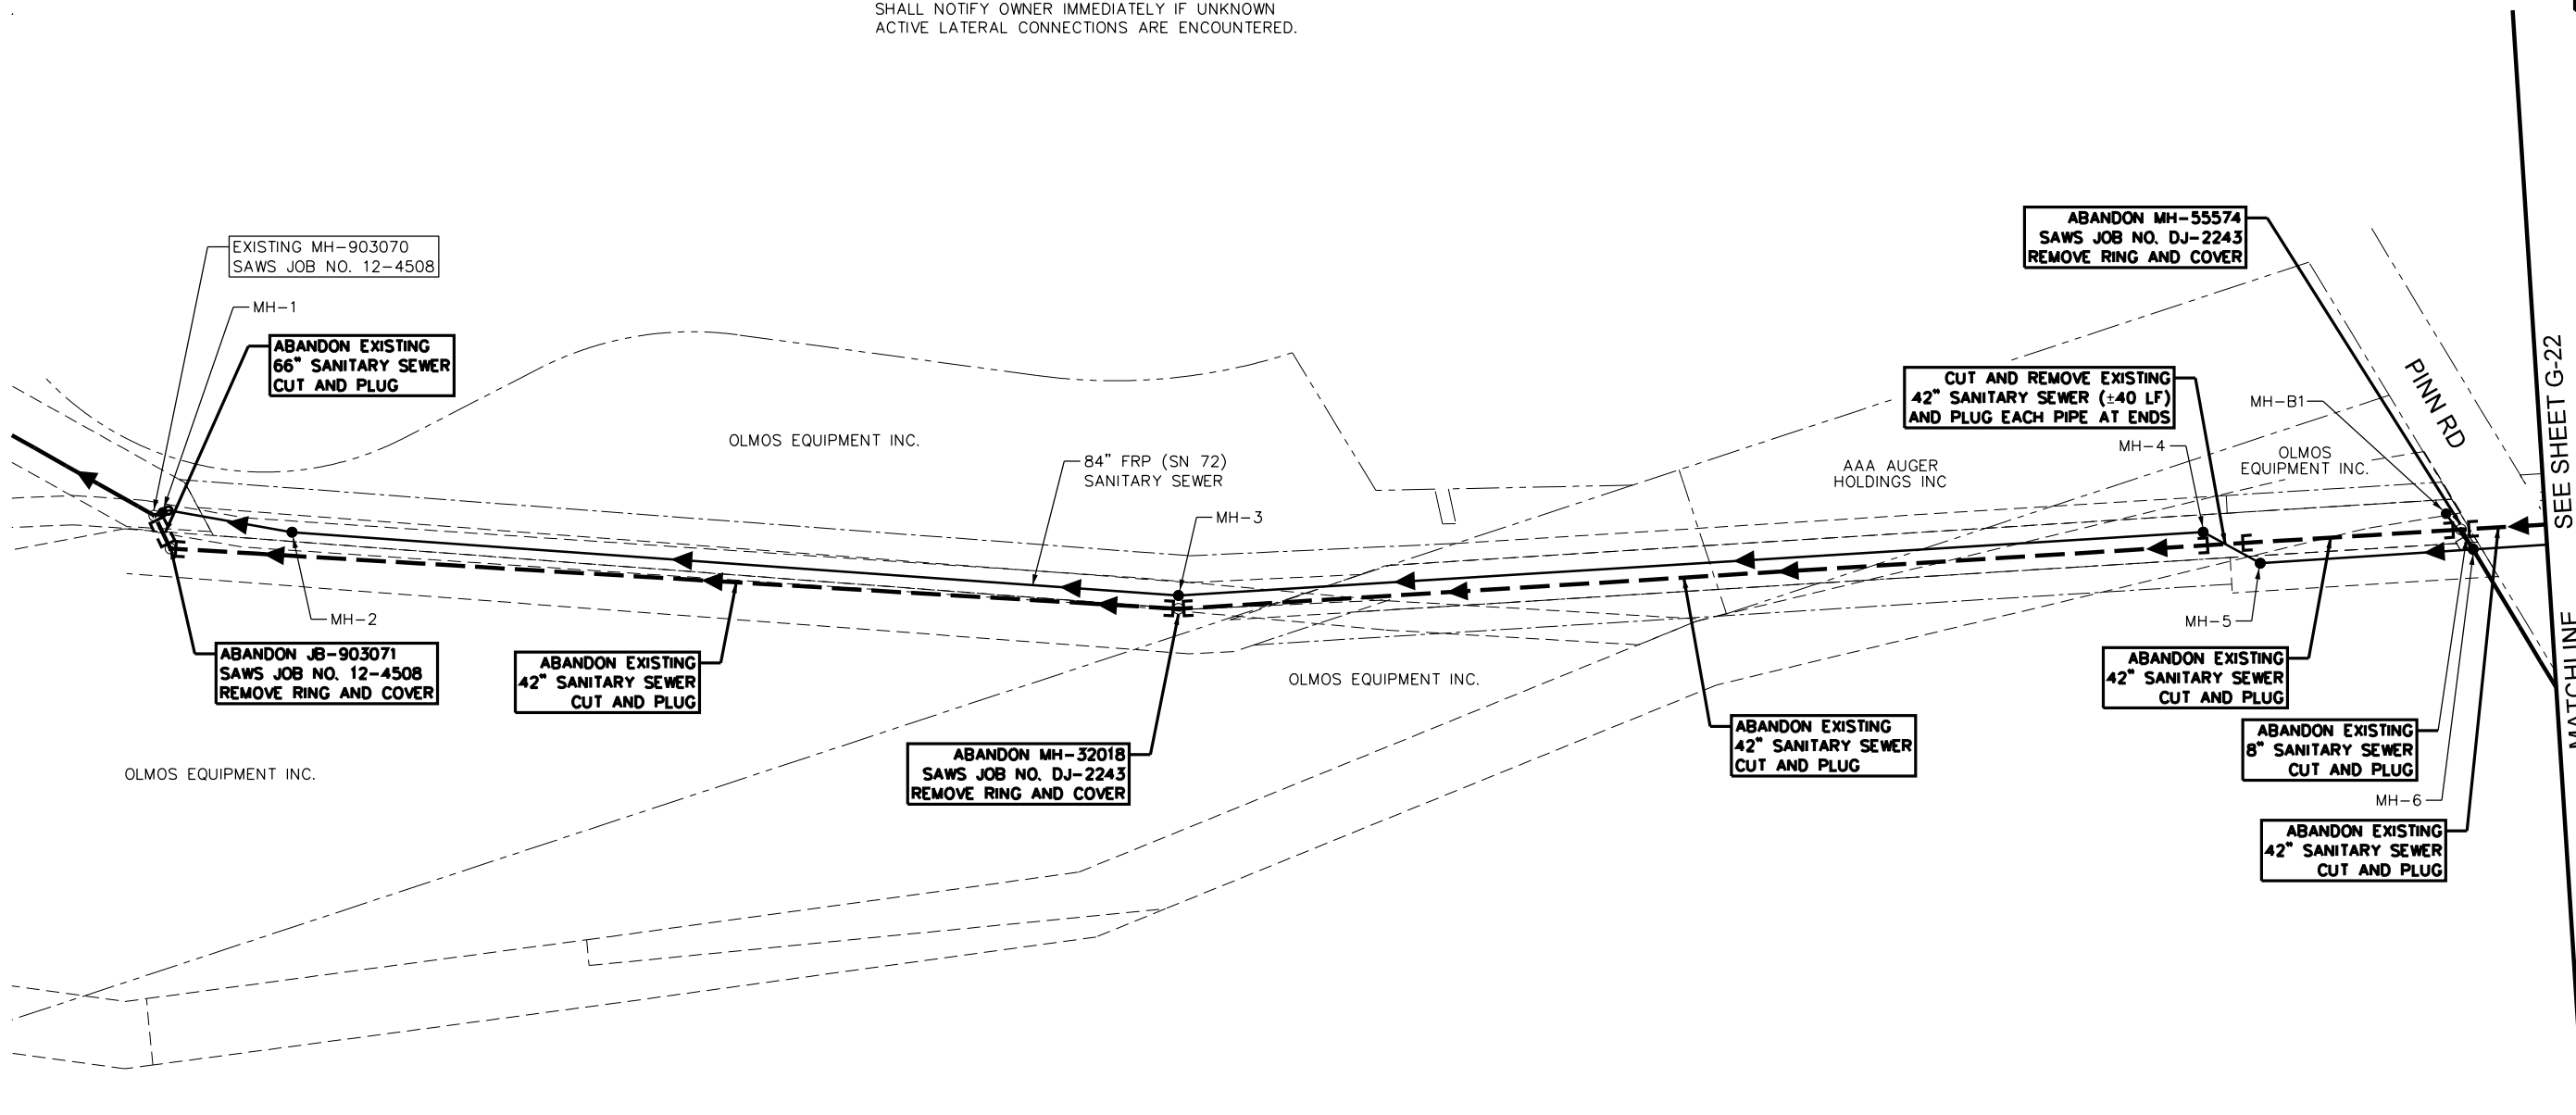 SHALL NOTIFY OWNER IMMEDIATELY IF UNKNOWN
ACTIVE LATERAL CONNECTIONS ARE ENCOUNTERED.
EXISTING MH-903070
SAWS JOB NO. 12-4508
MH-1
ABANDON EXISTING
66" SANITARY SEWER
CUT AND PLUG
OLMOS EQUIPMENT INC.
84" FRP (SN 72)
SANITARY SEWER
MH-3
ABANDON MH-55574
SAWS JOB NO. DJ-2243
REMOVE RING AND COVER
CUT AND REMOVE EXISTING
42" SANITARY SEWER (±40 LF)
AND PLUG EACH PIPE AT ENDS
MH-B1
PINN RD
MH-4
AAA AUGER
HOLDINGS INC
OLMOS
EQUIPMENT INC.
SEE SHEET G-22
MATCHLINE
MH-2
ABANDON JB-903071
SAWS JOB NO. 12-4508
REMOVE RING AND COVER
ABANDON EXISTING
42" SANITARY SEWER
CUT AND PLUG
OLMOS EQUIPMENT INC.
ABANDON MH-32018
SAWS JOB NO. DJ-2243
REMOVE RING AND COVER
OLMOS EQUIPMENT INC.
ABANDON EXISTING
42" SANITARY SEWER
CUT AND PLUG
MH-5
ABANDON EXISTING
42" SANITARY SEWER
CUT AND PLUG
ABANDON EXISTING
8" SANITARY SEWER
CUT AND PLUG
MH-6
ABANDON EXISTING
42" SANITARY SEWER
CUT AND PLUG